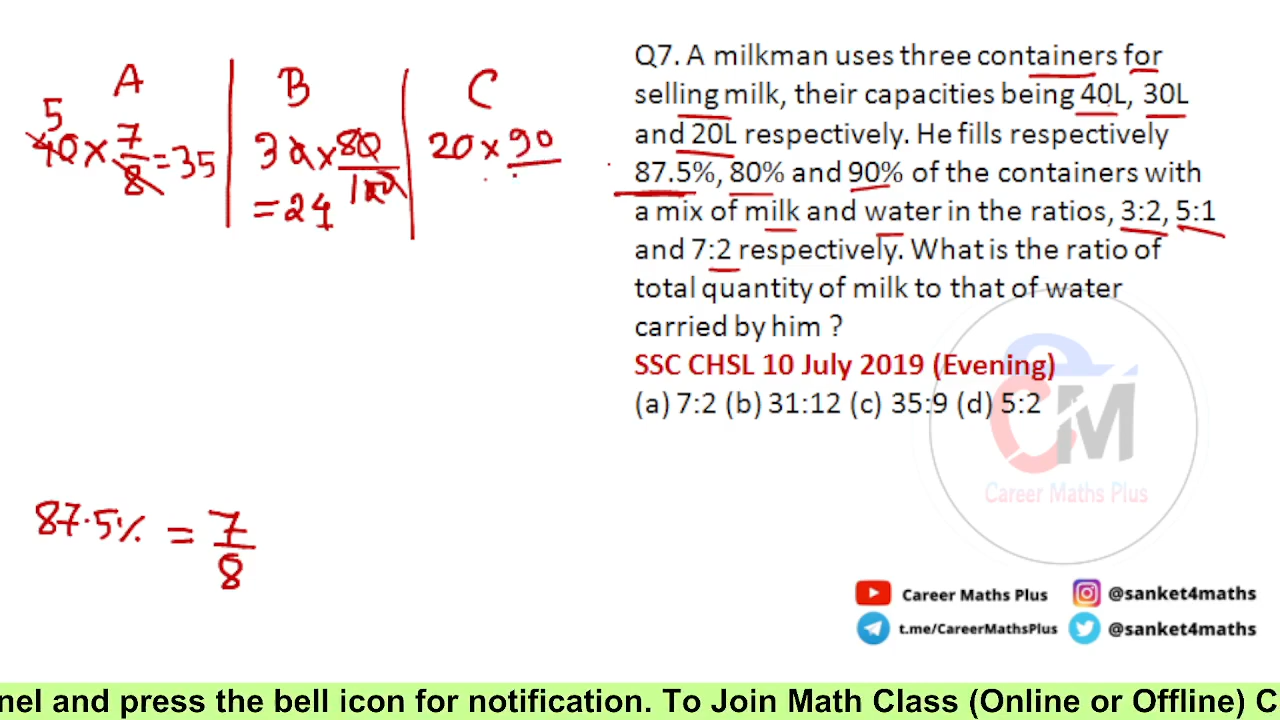 A B C
5
40 × 7/8 = 35
30 × 80/100
= 24
20 × 90
87.5% = 7/8
Q7. A milkman uses three containers for
selling milk, their capacities being 40L, 30L
and 20L respectively. He fills respectively
87.5%, 80% and 90% of the containers with
a mix of milk and water in the ratios, 3:2, 5:1
and 7:2 respectively. What is the ratio of
total quantity of milk to that of water
carried by him ?
SSC CHSL 10 July 2019 (Evening)
(a) 7:2 (b) 31:12 (c) 35:9 (d) 5:2
CM
Career Maths Plus
Career Maths Plus @sanket4maths
t.me/CareerMathsPlus @sanket4maths
nel and press the bell icon for notification. To Join Math Class (Online or Offline) C